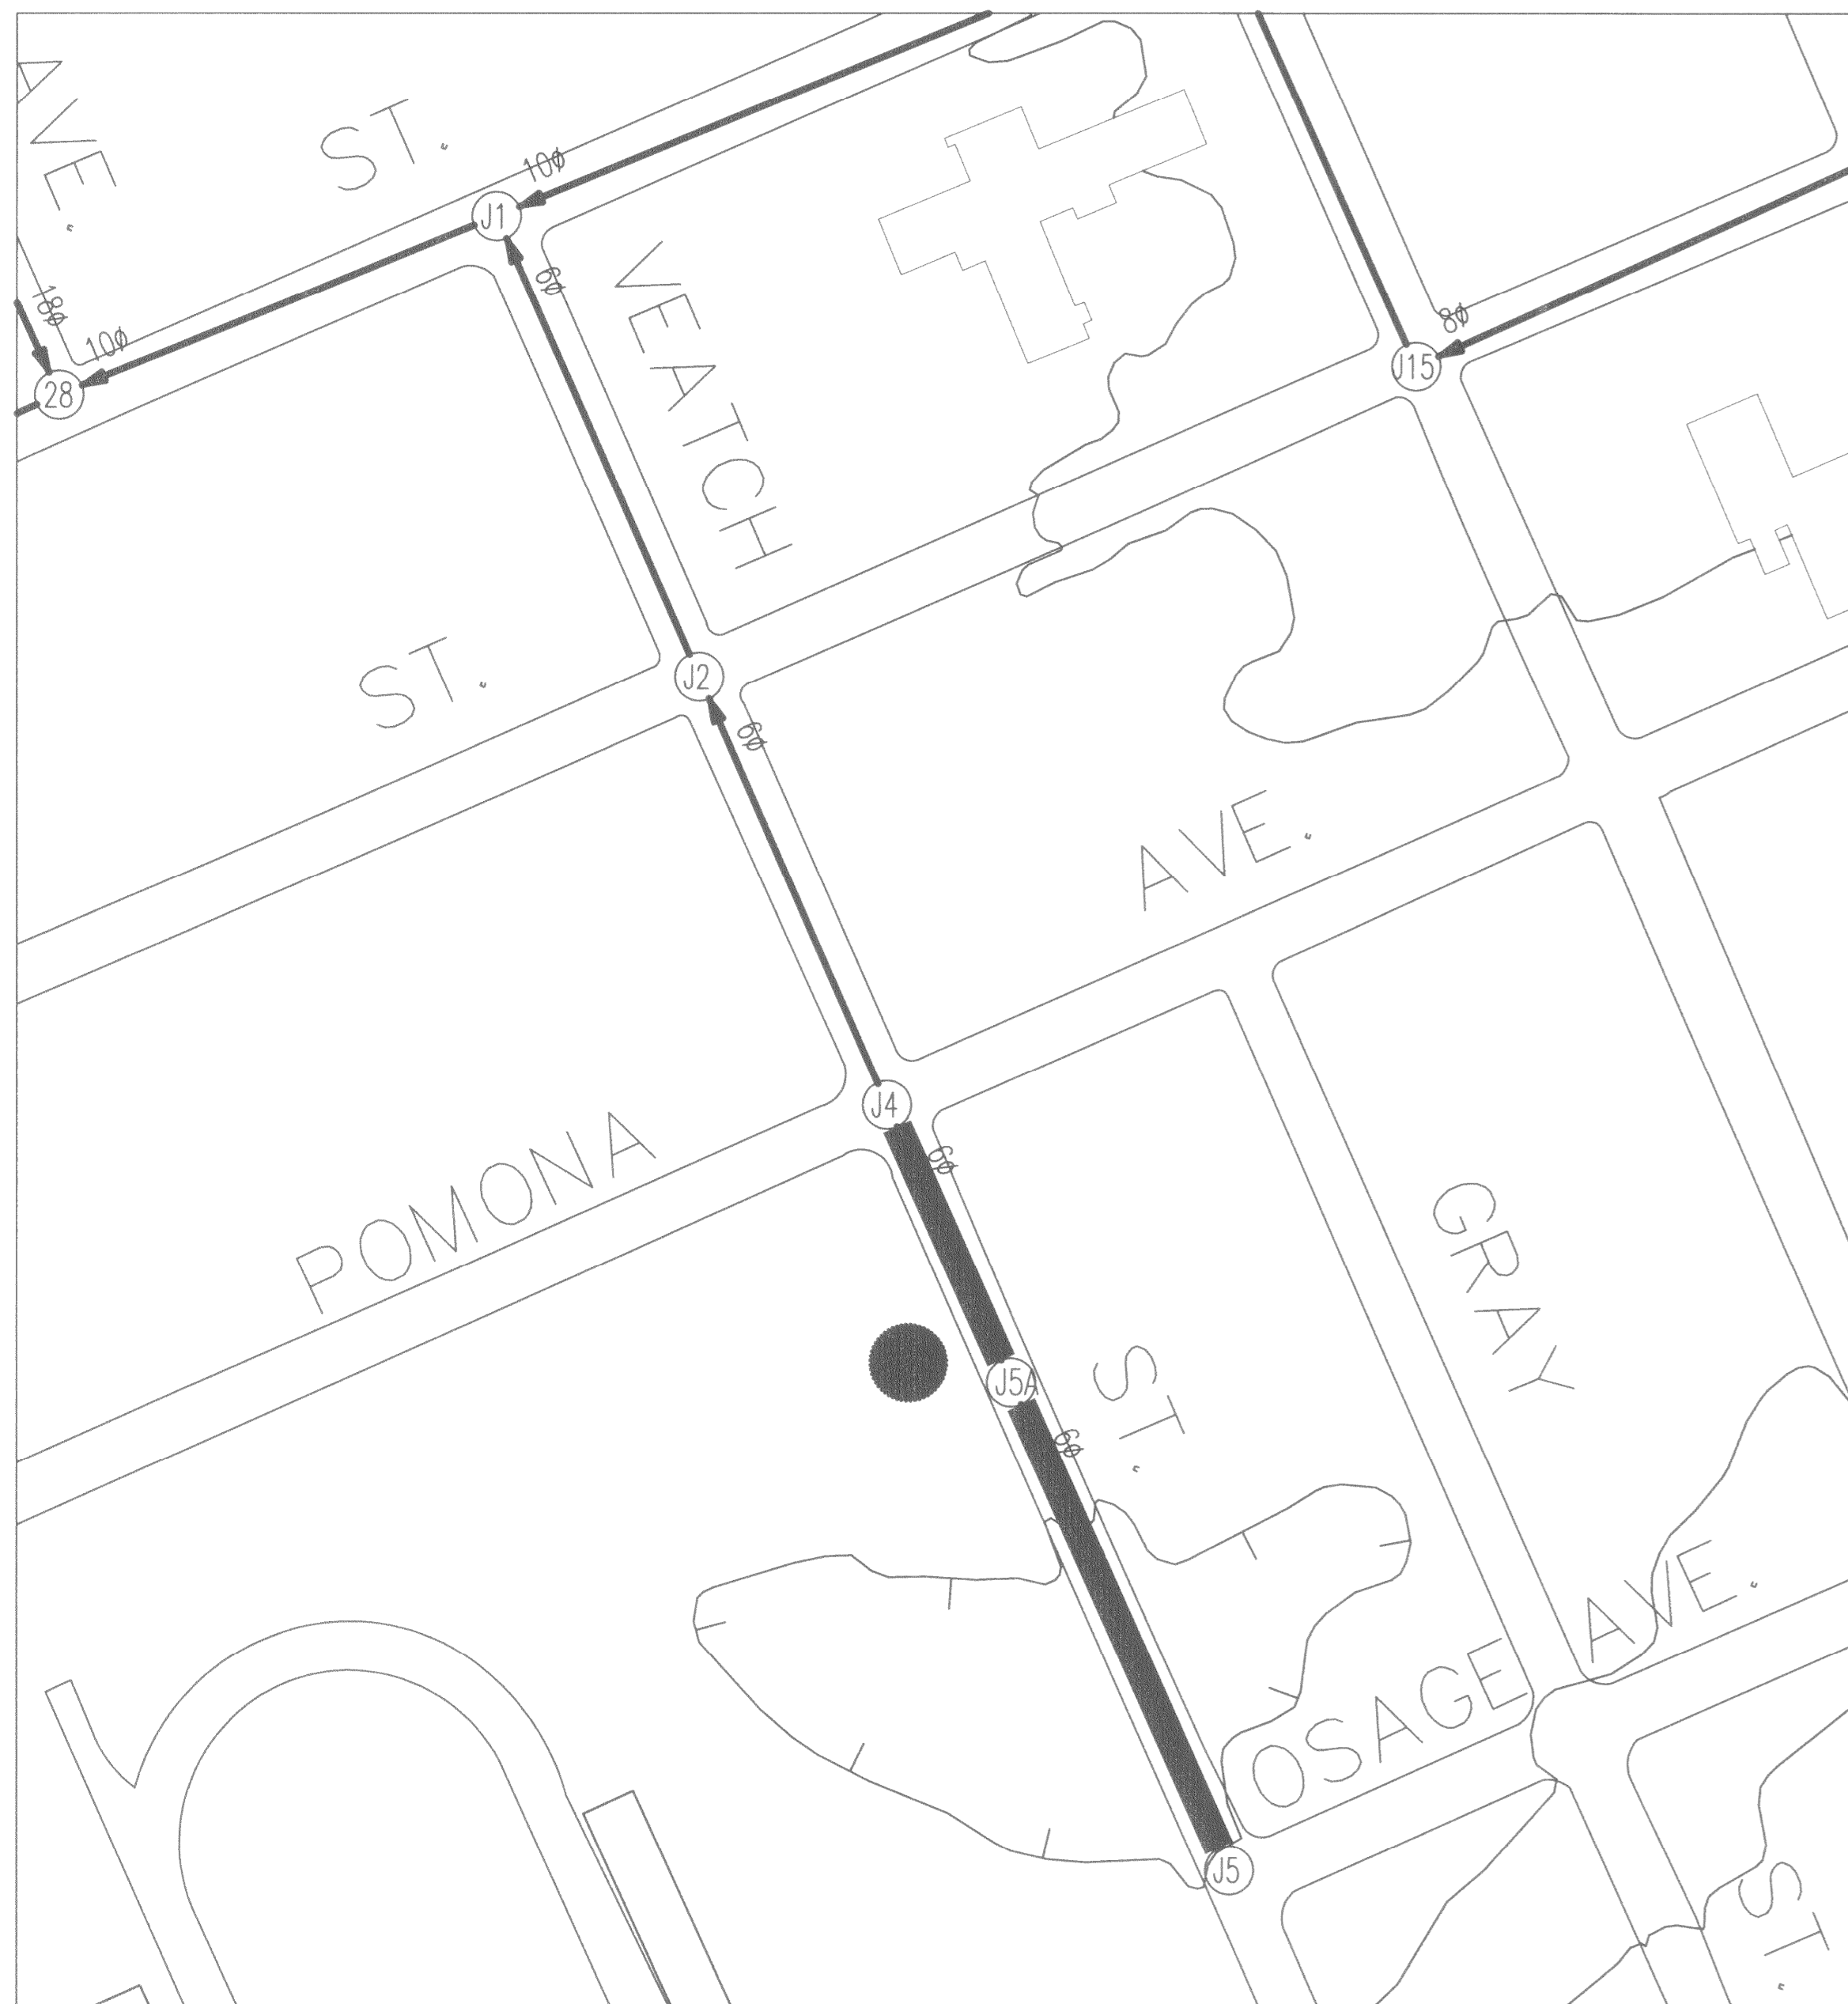 AVE.
ST.
10ø
J1
6ø
VEATCH
18ø
10ø
28
8ø
J15
ST.
J2
6ø
AVE.
J4
POMONA
6ø
GRAY
J5A
ST.
6ø
AVE.
OSAGE
J5
ST.